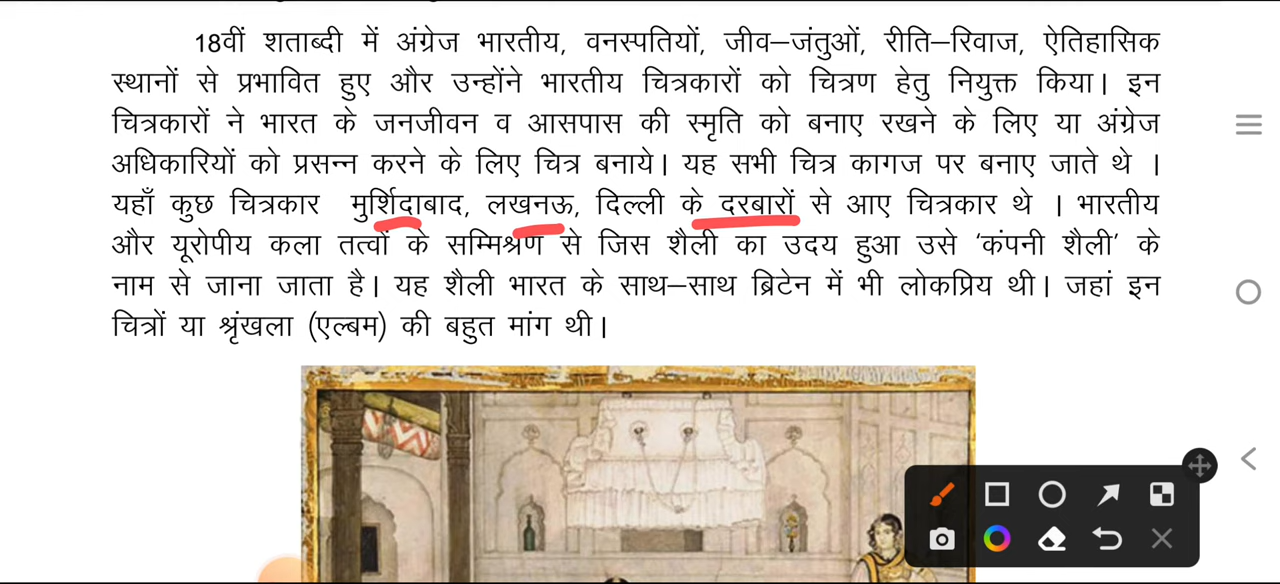 18वीं शताब्दी में अंग्रेज भारतीय, वनस्पतियों, जीव–जंतुओं, रीति–रिवाज, ऐतिहासिक
स्थानों से प्रभावित हुए और उन्होंने भारतीय चित्रकारों को चित्रण हेतु नियुक्त किया। इन
चित्रकारों ने भारत के जनजीवन व आसपास की स्मृति को बनाए रखने के लिए या अंग्रेज
अधिकारियों को प्रसन्न करने के लिए चित्र बनाये। यह सभी चित्र कागज पर बनाए जाते थे ।
यहाँ कुछ चित्रकार मुर्शिदाबाद, लखनऊ, दिल्ली के दरबारों से आए चित्रकार थे । भारतीय
और यूरोपीय कला तत्वों के सम्मिश्रण से जिस शैली का उदय हुआ उसे 'कंपनी शैली' के
नाम से जाना जाता है। यह शैली भारत के साथ–साथ ब्रिटेन में भी लोकप्रिय थी। जहां इन
चित्रों या श्रृंखला (एल्बम) की बहुत मांग थी।